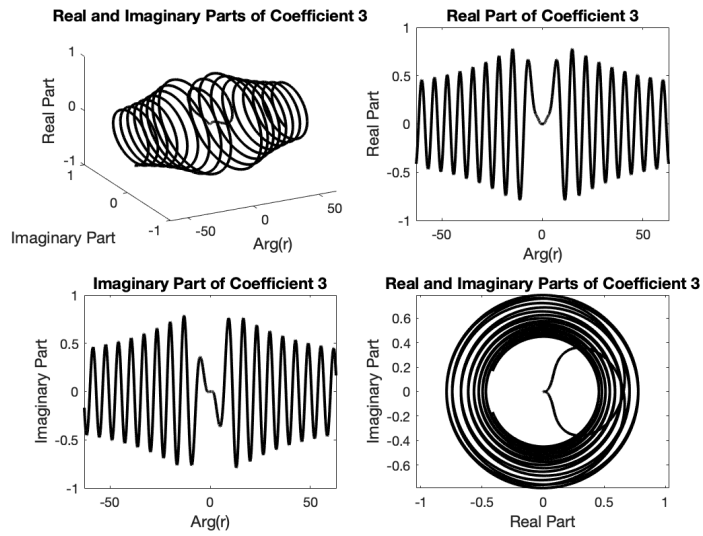 Real and Imaginary Parts of Coefficient 3
1
0
-1
Real Part
1
0
-1
Imaginary Part
-50
0
50
Arg(r)
Real Part of Coefficient 3
1
0.5
0
-0.5
-1
Real Part
-50
0
50
Arg(r)
Imaginary Part of Coefficient 3
1
0.5
0
-0.5
-1
Imaginary Part
-50
0
50
Arg(r)
Real and Imaginary Parts of Coefficient 3
0.6
0.4
0.2
0
-0.2
-0.4
-0.6
Imaginary Part
-1
-0.5
0
0.5
1
Real Part